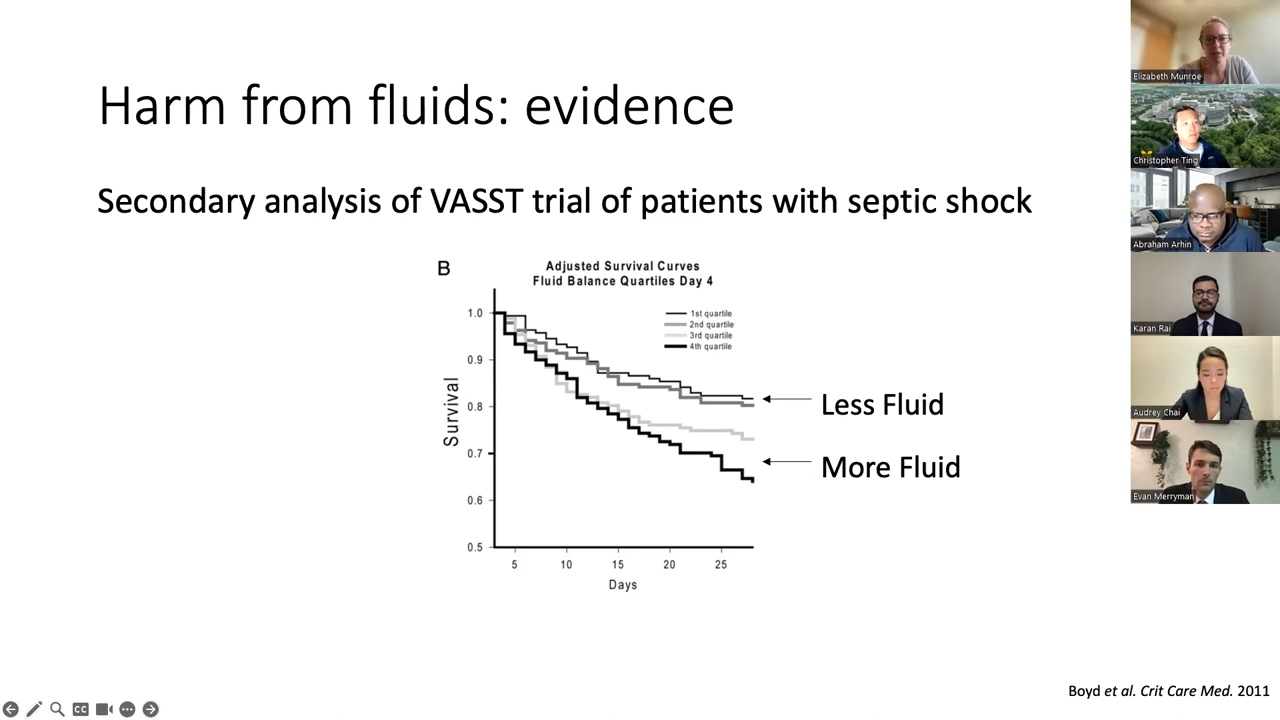 Harm from fluids: evidence
Secondary analysis of VASST trial of patients with septic shock
B
Adjusted Survival Curves
Fluid Balance Quartiles Day 4
1st quartile
2nd quartile
3rd quartile
4th quartile
Survival
1.0
0.9
0.8
0.7
0.6
0.5
5 10 15 20 25
Days
Less Fluid
More Fluid
Boyd et al. Crit Care Med. 2011
Elizabeth Munroe
Christopher Ting
Abraham Arhin
Karan Rai
Audrey Chai
Evan Merryman
CC